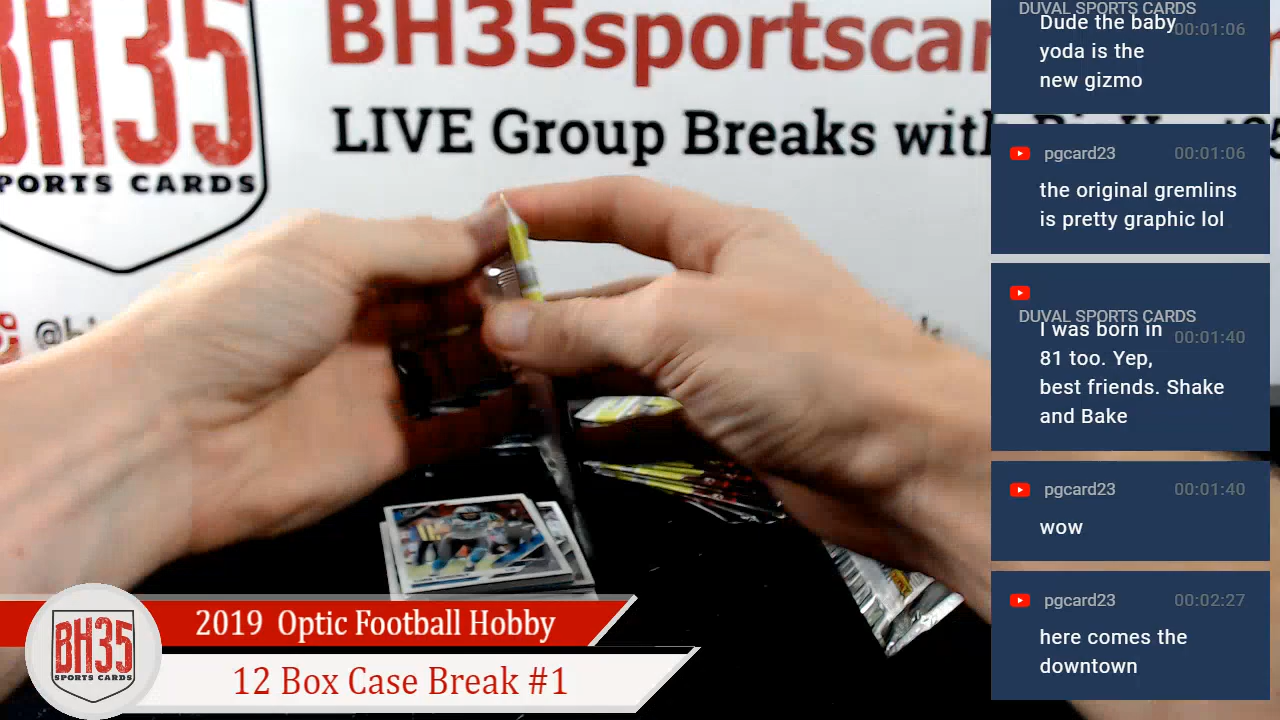 BH35
PORTS CARDS
BH35sportscar
LIVE Group Breaks with
DUVAL SPORTS CARDS
00:01:06
Dude the baby
yoda is the
new gizmo
pgcard23 00:01:06
the original gremlins
is pretty graphic lol
DUVAL SPORTS CARDS
00:01:40
I was born in
81 too. Yep,
best friends. Shake
and Bake
pgcard23 00:01:40
wow
pgcard23 00:02:27
here comes the
downtown
BH35
SPORTS CARDS
2019 Optic Football Hobby
12 Box Case Break #1